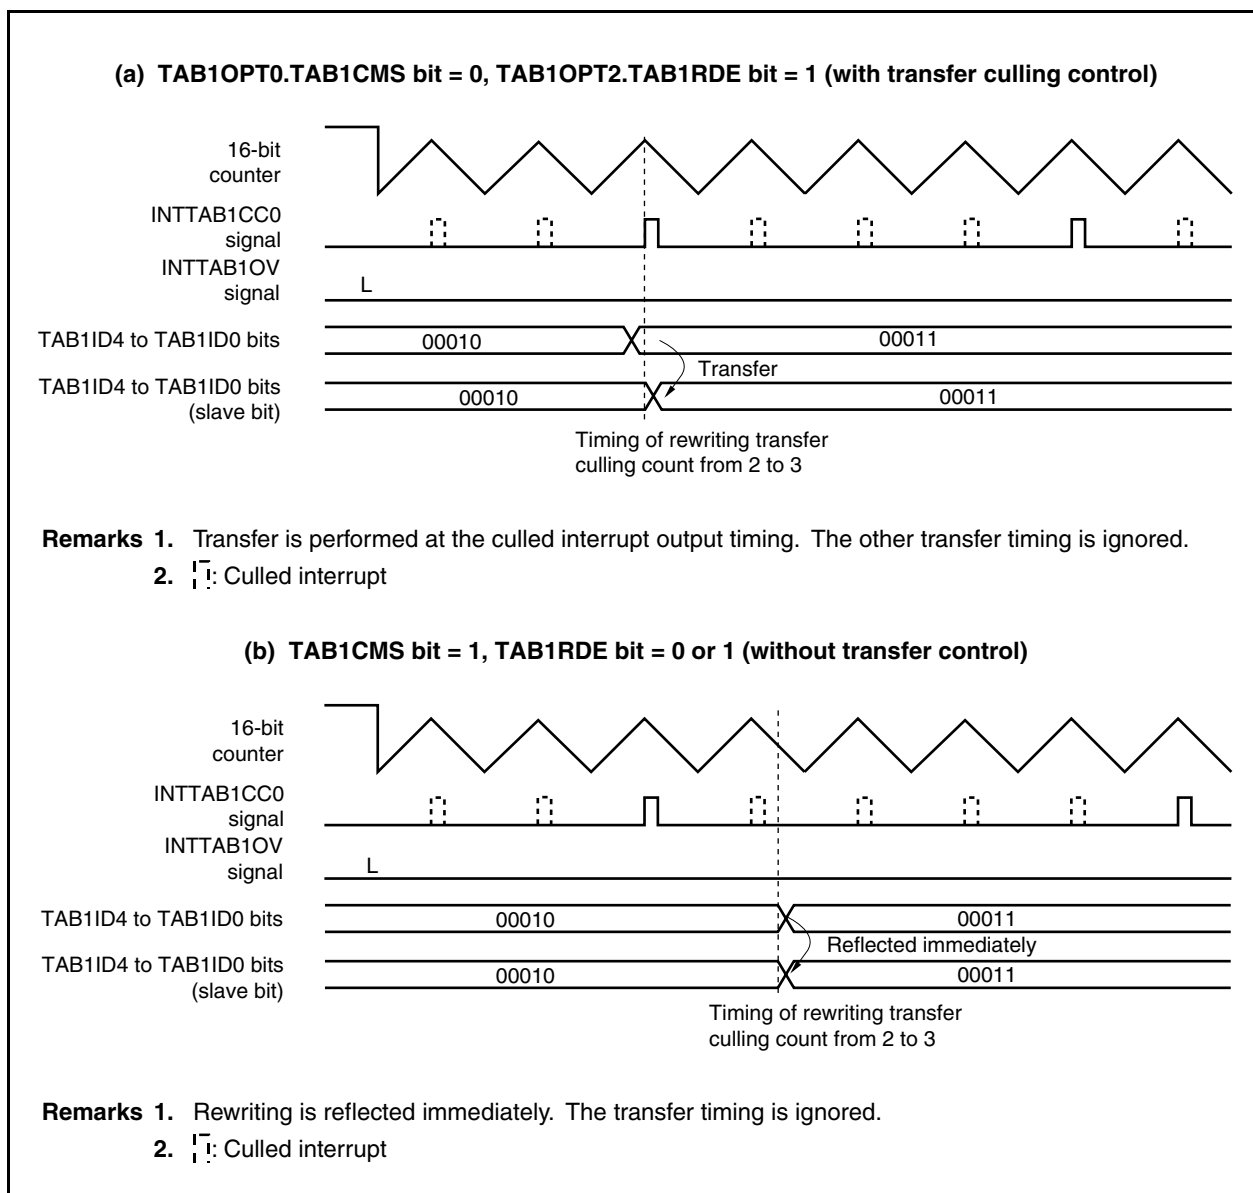 (a) TAB1OPT0.TAB1CMS bit = 0, TAB1OPT2.TAB1RDE bit = 1 (with transfer culling control)
16-bit
counter
INTTAB1CC0
signal
INTTAB1OV
signal
L
TAB1ID4 to TAB1ID0 bits
00010
00011
Transfer
TAB1ID4 to TAB1ID0 bits
(slave bit)
00010
00011
Timing of rewriting transfer
culling count from 2 to 3
Remarks 1. Transfer is performed at the culled interrupt output timing. The other transfer timing is ignored.
2. : Culled interrupt
(b) TAB1CMS bit = 1, TAB1RDE bit = 0 or 1 (without transfer control)
16-bit
counter
INTTAB1CC0
signal
INTTAB1OV
signal
L
TAB1ID4 to TAB1ID0 bits
00010
00011
Reflected immediately
TAB1ID4 to TAB1ID0 bits
(slave bit)
00010
00011
Timing of rewriting transfer
culling count from 2 to 3
Remarks 1. Rewriting is reflected immediately. The transfer timing is ignored.
2. : Culled interrupt